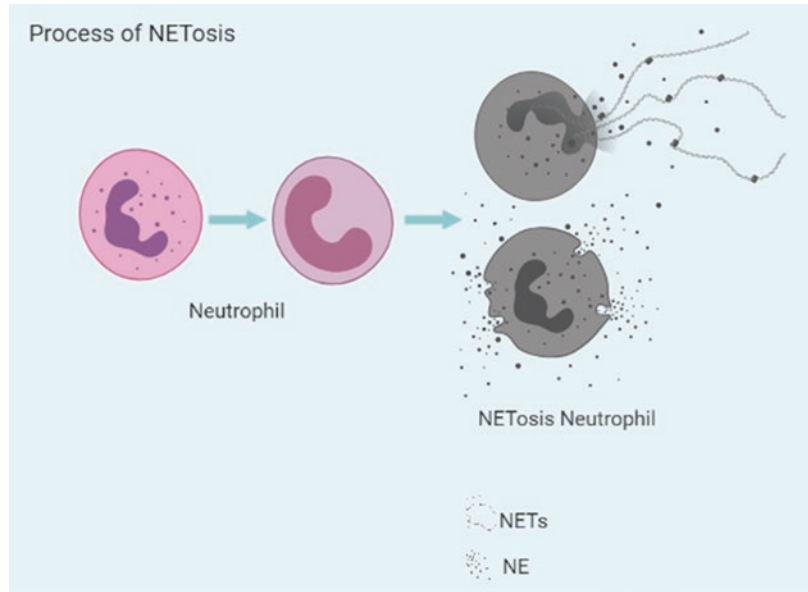 Process of NETosis
Neutrophil
NETosis Neutrophil
NETs
NE